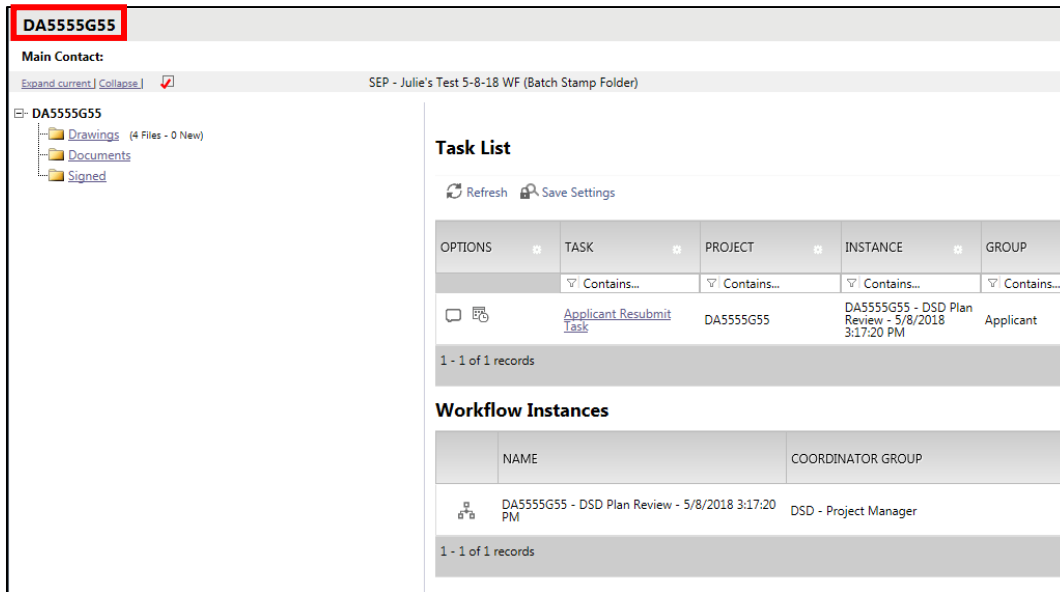 DA5555G55
Main Contact:
Expand current | Collapse |
SEP - Julie's Test 5-8-18 WF (Batch Stamp Folder)
DA5555G55
Drawings (4 Files - 0 New)
Documents
Signed
Task List
Refresh Save Settings
OPTIONS TASK PROJECT INSTANCE GROUP
Contains... Contains... Contains... Contains...
Applicant Resubmit
Task
DA5555G55
DA5555G55 - DSD Plan
Review - 5/8/2018
3:17:20 PM
Applicant
1 - 1 of 1 records
Workflow Instances
NAME COORDINATOR GROUP
DA5555G55 - DSD Plan Review - 5/8/2018 3:17:20
PM
DSD - Project Manager
1 - 1 of 1 records